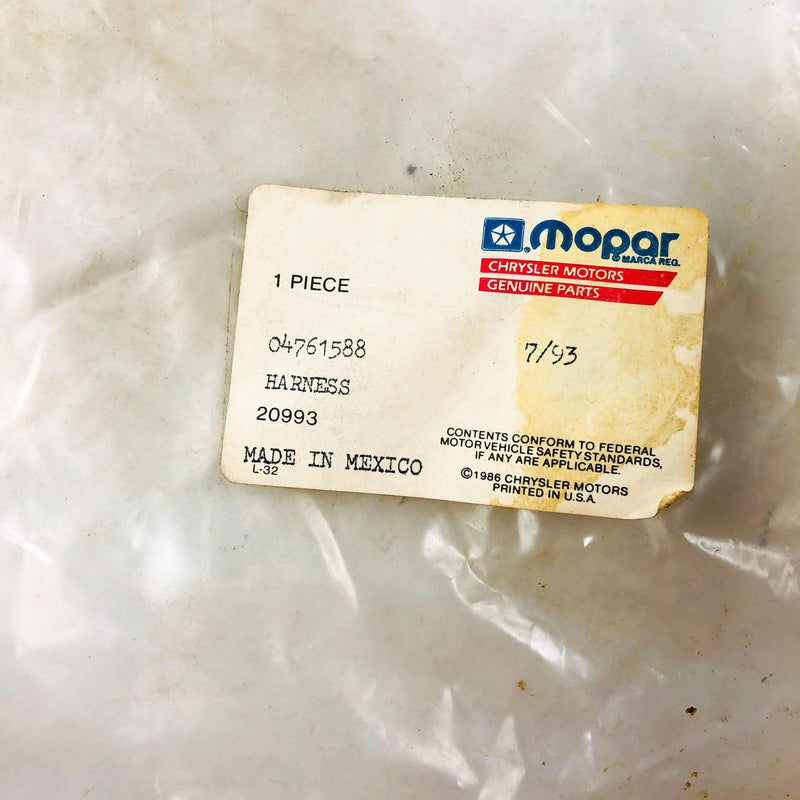 ® mopar
© MARCA REG.
CHRYSLER MOTORS
GENUINE PARTS
1 PIECE
04761588
7/93
HARNESS
20993
MADE IN MEXICO
L-32
CONTENTS CONFORM TO FEDERAL
MOTOR VEHICLE SAFETY STANDARDS,
IF ANY ARE APPLICABLE.
©1986 CHRYSLER MOTORS
PRINTED IN U.S.A.